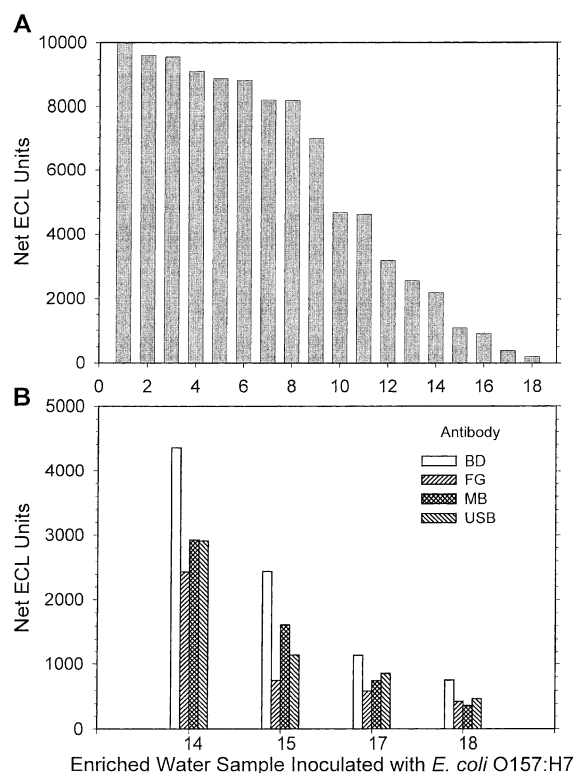 A
10000
8000
6000
4000
2000
0
Net ECL Units
0 2 4 6 8 10 12 14 16 18
B
5000
4000
3000
2000
1000
0
Net ECL Units
Antibody
BD
FG
MB
USB
14 15 17 18
Enriched Water Sample Inoculated with E. coli O157:H7